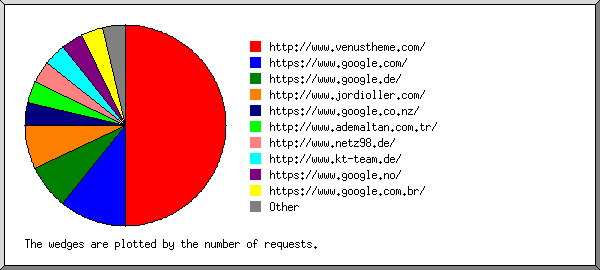 http://www.venustheme.com/
https://www.google.com/
https://www.google.de/
http://www.jordioller.com/
https://www.google.co.nz/
http://www.ademaltan.com.tr/
http://www.netz98.de/
http://www.kt-team.de/
https://www.google.no/
https://www.google.com.br/
Other
The wedges are plotted by the number of requests.